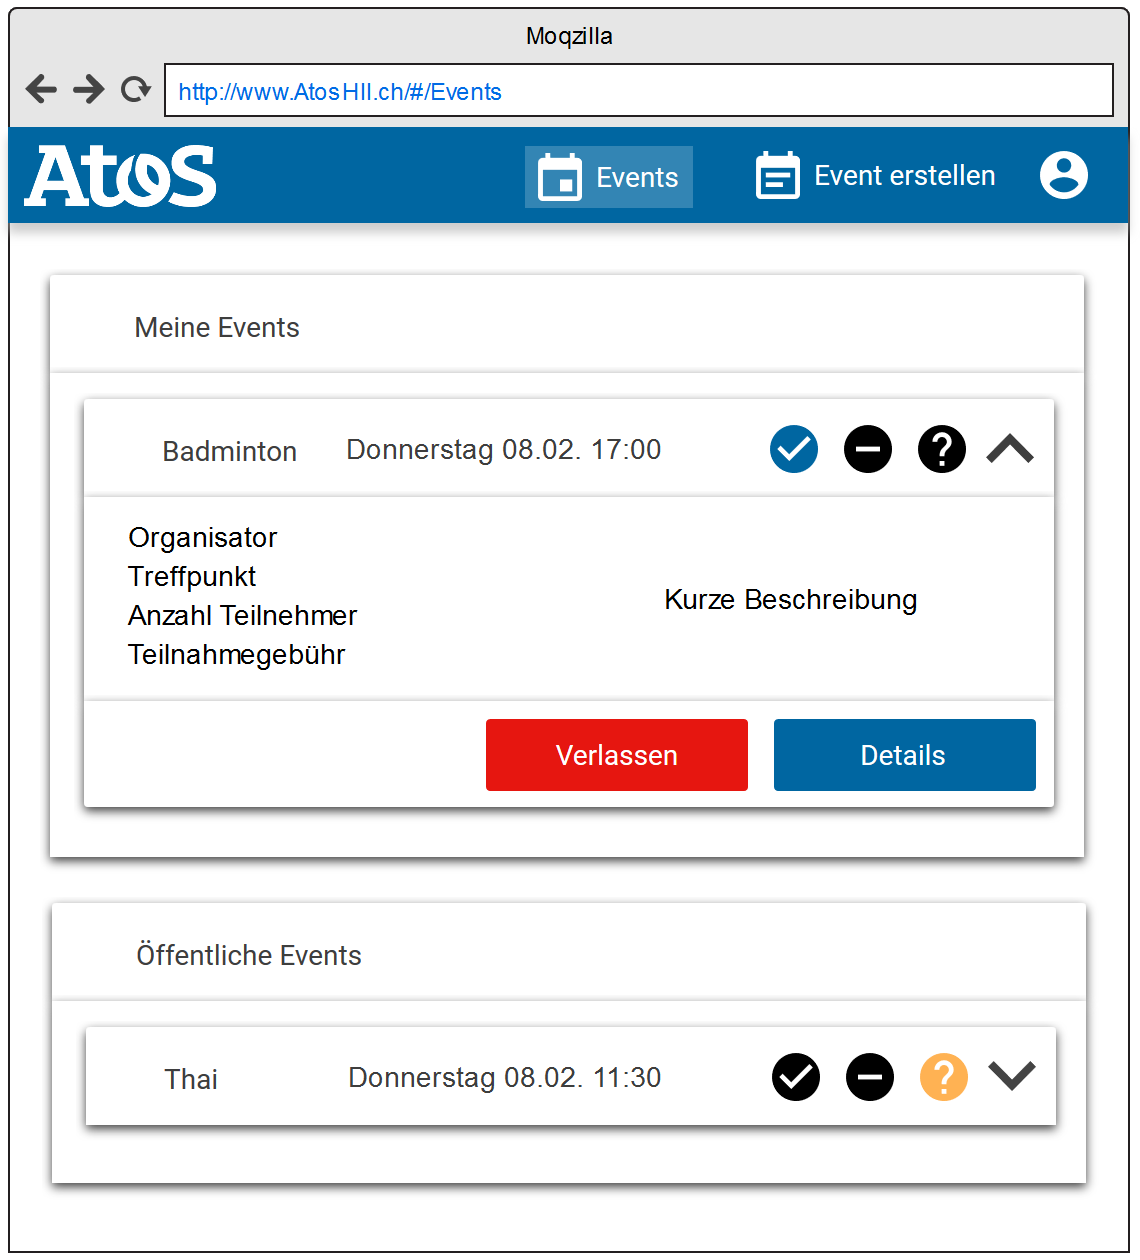 Moqzilla
http://www.AtosHII.ch/#/Events
AtoS
Events
Event erstellen
Meine Events
Badminton Donnerstag 08.02. 17:00
Organisator
Treffpunkt
Anzahl Teilnehmer
Teilnahmegebühr
Kurze Beschreibung
Verlassen
Details
Öffentliche Events
Thai Donnerstag 08.02. 11:30